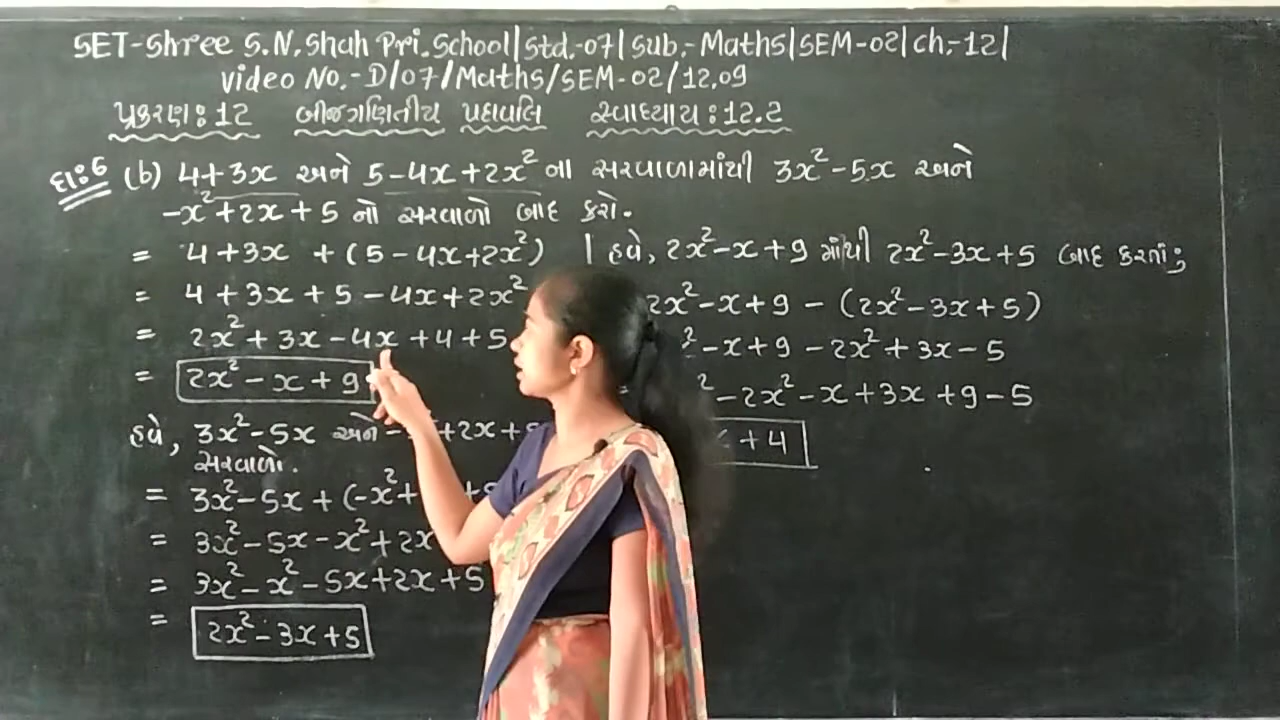 SET-Shree S.N.Shah Pri.School|Std.-07|Sub.-Maths|SEM-02|ch.-12|
Video No.-D/07/Maths/SEM-02/12.09
પ્રકરણ:12 બીજગણિતીય પદાવલિ સ્વાધ્યાય:12.2
દા:6 (b) 4+3x અને 5-4x+2x² ના સરવાળામાંથી 3x²-5x અને
-x²+2x+5 નો સરવાળો બાદ કરો.
= 4+3x +(5-4x+2x²)
= 4+3x+5-4x+2x²
= 2x²+3x-4x+4+5
= 2x²-x+9
હવે, 3x²-5x અને +2x+
સરવાળો.
= 3x²-5x+(-x²+
= 3x²-5x-x²+2x
= 3x²-x²-5x+2x+5
= 2x²-3x+5
| હવે, 2x²-x+9 માંથી 2x²-3x+5 બાદ કરતાં;
2x²-x+9-(2x²-3x+5)
²-x+9-2x²+3x-5
²-2x²-x+3x+9-5
+4